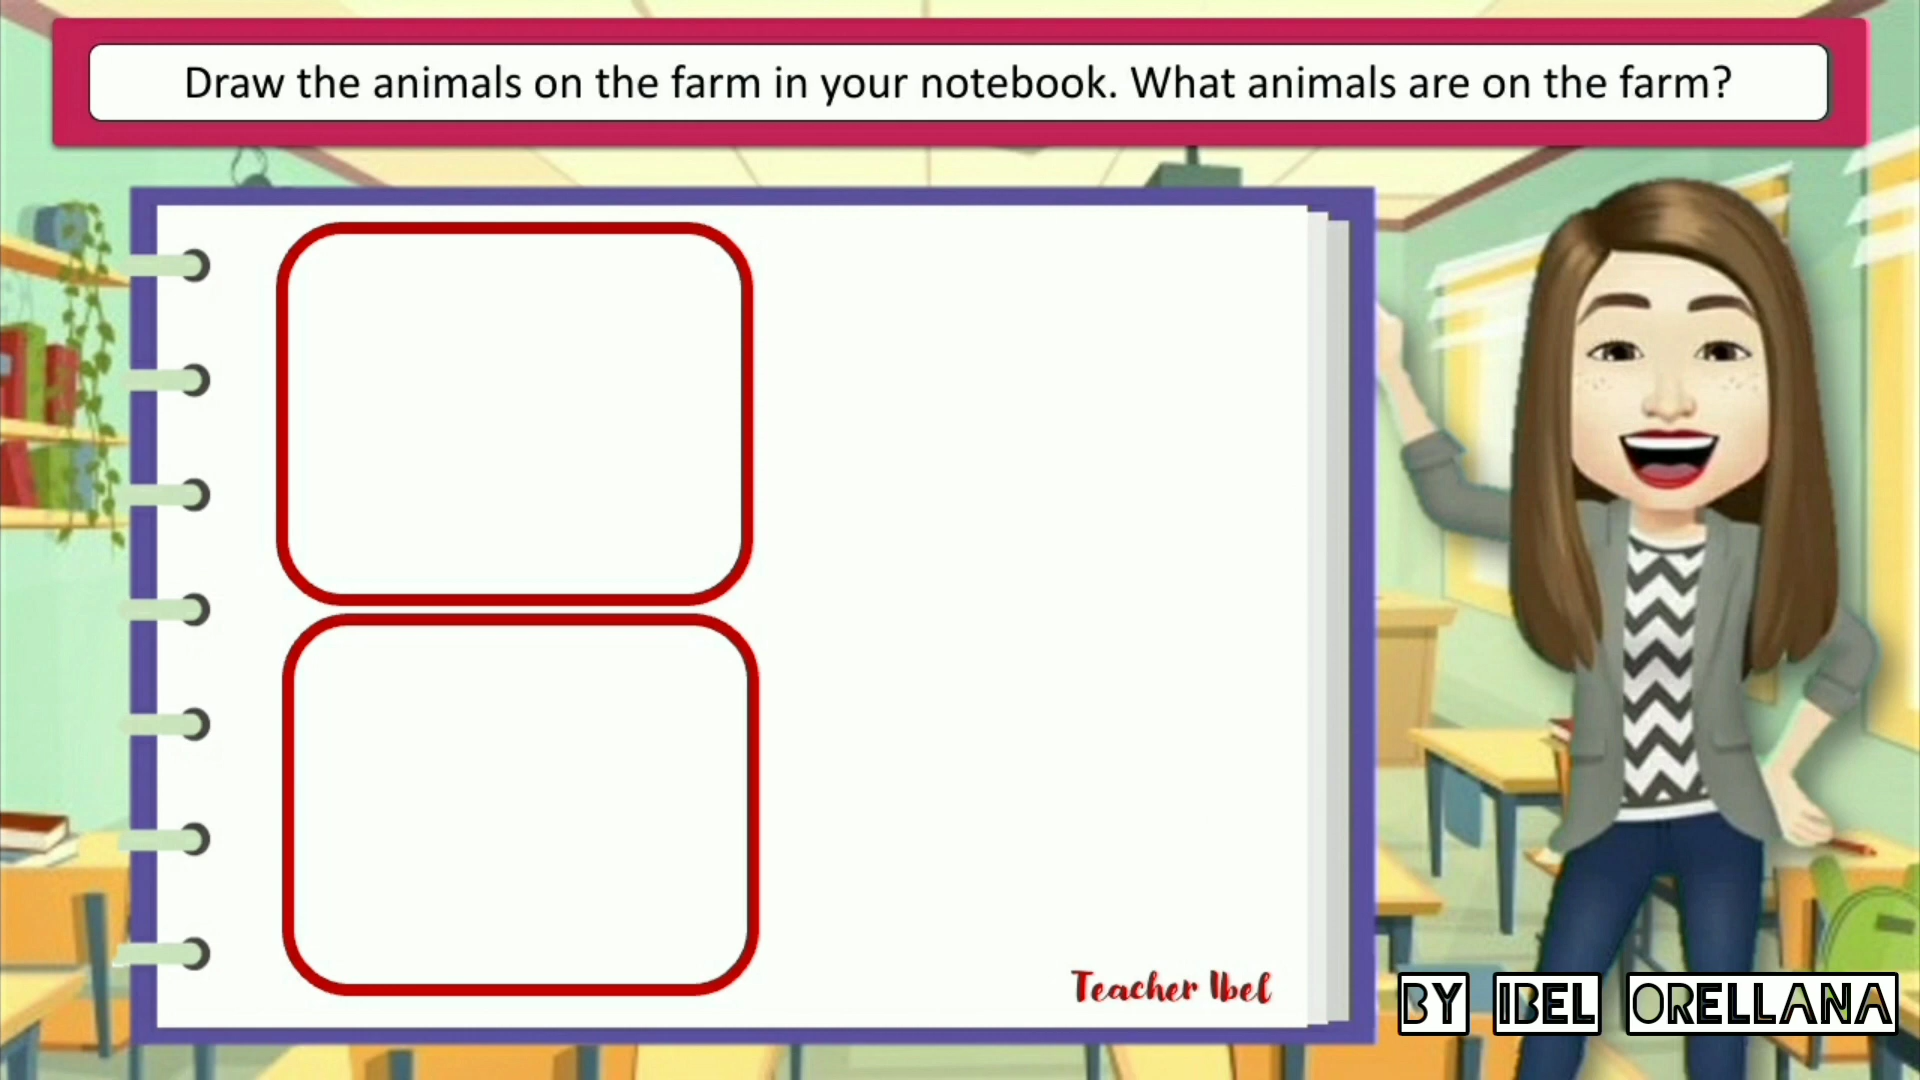 Draw the animals on the farm in your notebook. What animals are on the farm?
Teacher Ibel
BY IBEL ORELLANA